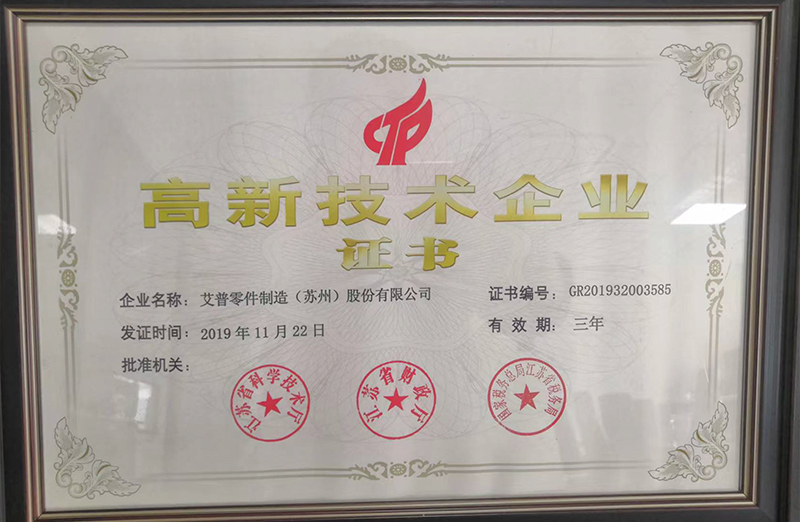 CTP
高新技术企业
证书
企业名称：艾普零件制造（苏州）股份有限公司
证书编号：GR201932003585
发证时间：2019年11月22日
有效期：三年
批准机关：
江苏省科学技术厅
江苏省财政厅
国家税务总局江苏省税务局